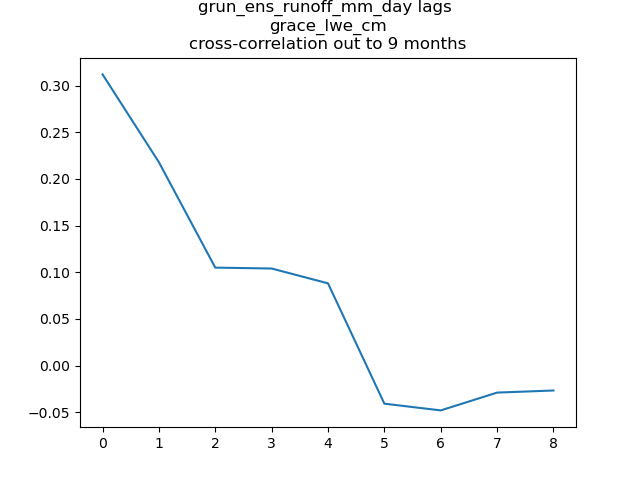 grun_ens_runoff_mm_day lags
grace_lwe_cm
cross-correlation out to 9 months
0.30
0.25
0.20
0.15
0.10
0.05
0.00
−0.05
0 1 2 3 4 5 6 7 8